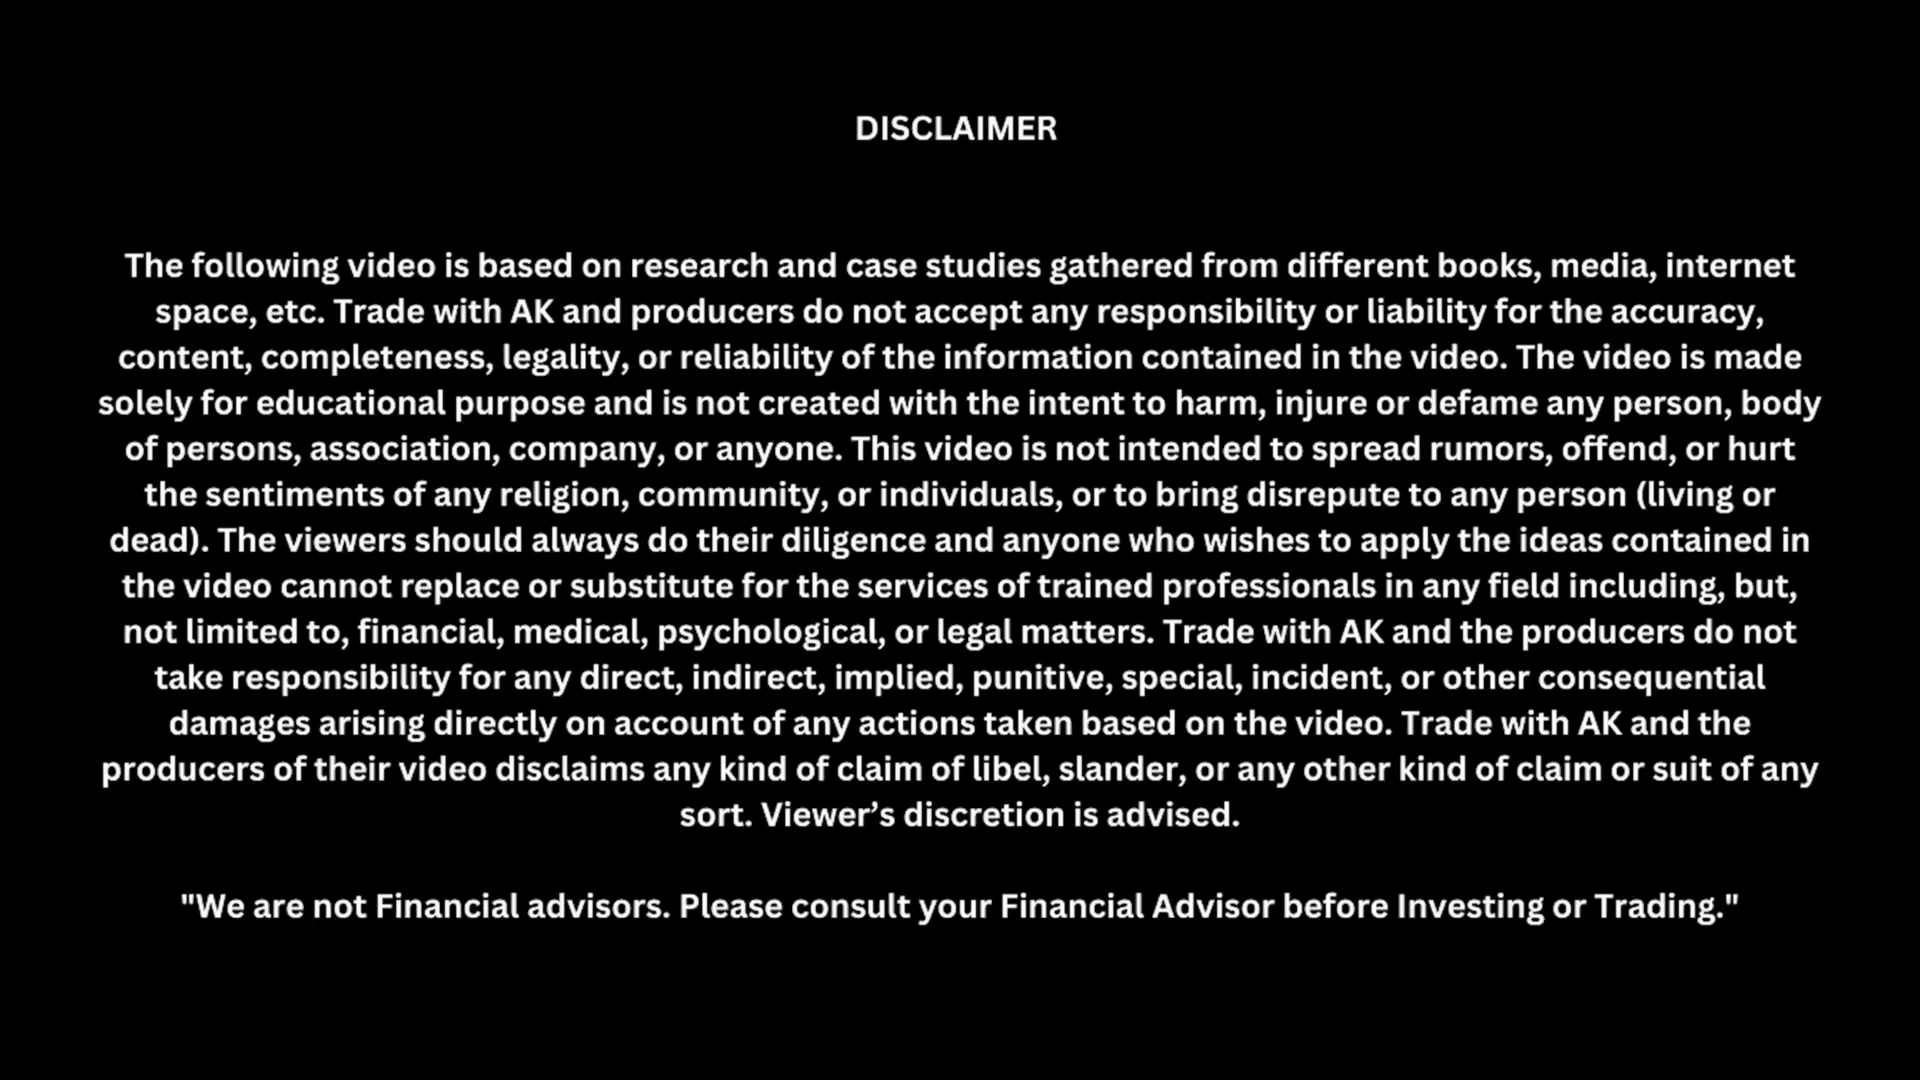 DISCLAIMER
The following video is based on research and case studies gathered from different books, media, internet
space, etc. Trade with AK and producers do not accept any responsibility or liability for the accuracy,
content, completeness, legality, or reliability of the information contained in the video. The video is made
solely for educational purpose and is not created with the intent to harm, injure or defame any person, body
of persons, association, company, or anyone. This video is not intended to spread rumors, offend, or hurt
the sentiments of any religion, community, or individuals, or to bring disrepute to any person (living or
dead). The viewers should always do their diligence and anyone who wishes to apply the ideas contained in
the video cannot replace or substitute for the services of trained professionals in any field including, but,
not limited to, financial, medical, psychological, or legal matters. Trade with AK and the producers do not
take responsibility for any direct, indirect, implied, punitive, special, incident, or other consequential
damages arising directly on account of any actions taken based on the video. Trade with AK and the
producers of their video disclaims any kind of claim of libel, slander, or any other kind of claim or suit of any
sort. Viewer’s discretion is advised.
"We are not Financial advisors. Please consult your Financial Advisor before Investing or Trading."